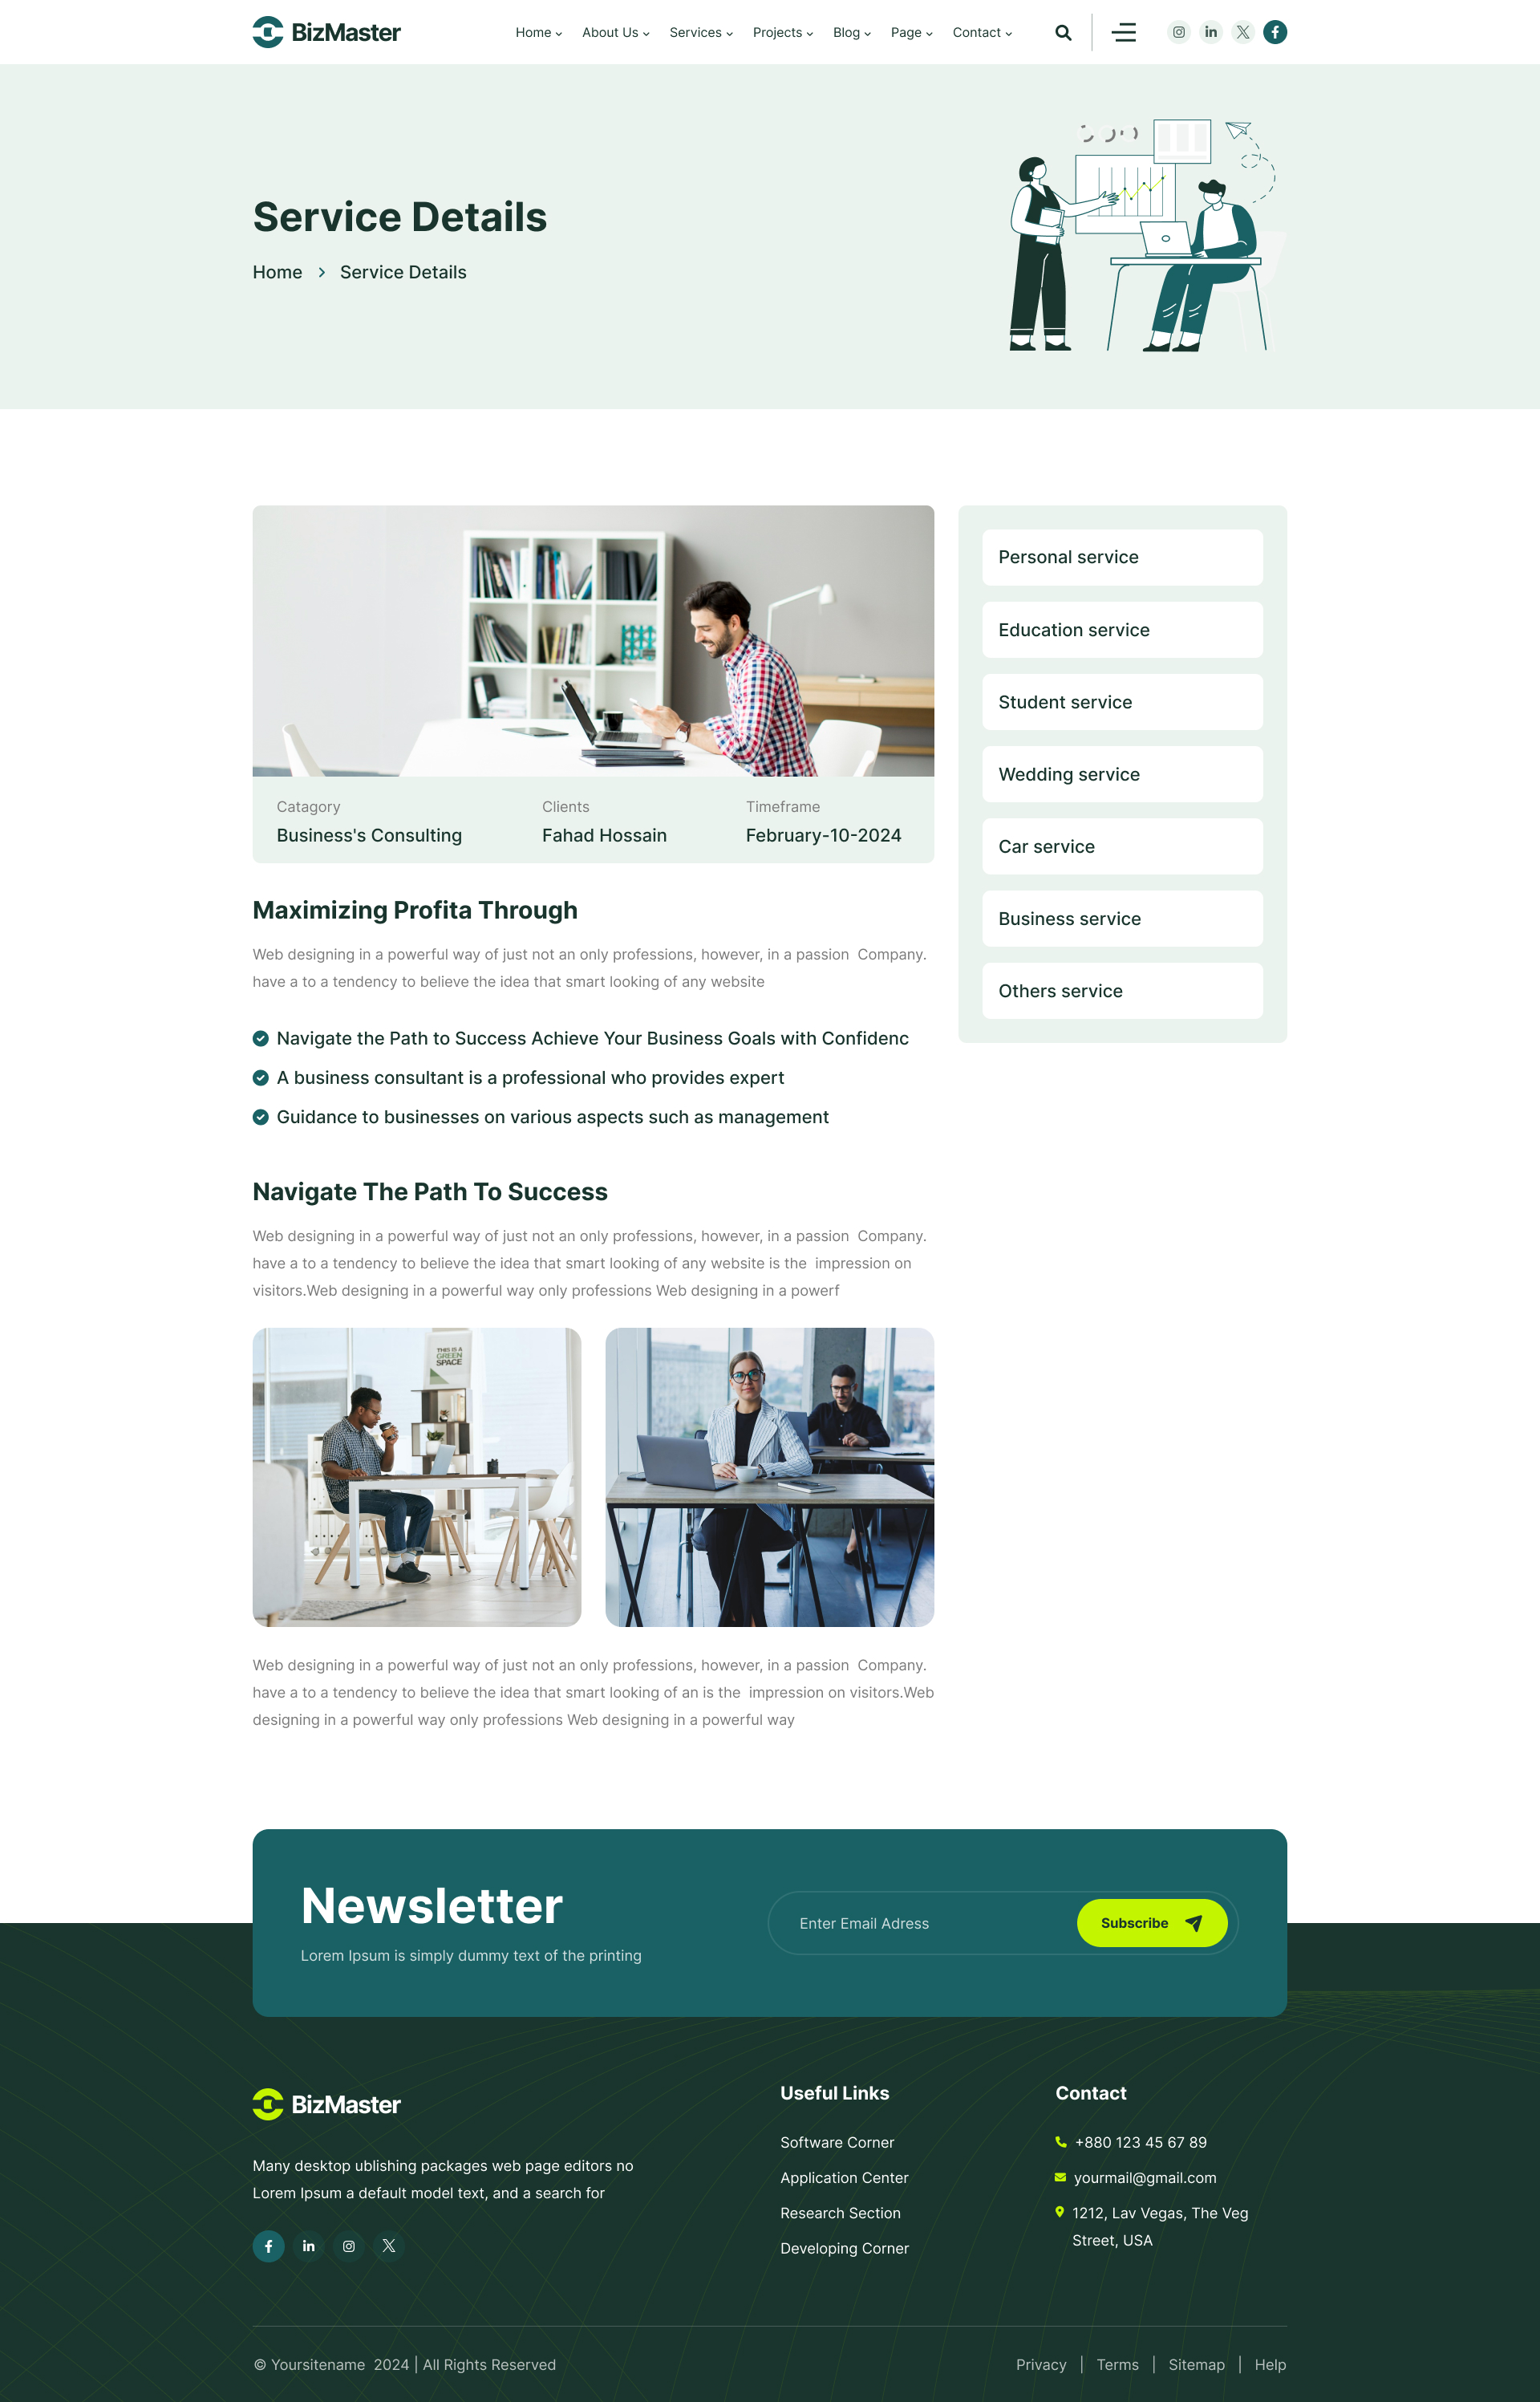 BizMaster
Home About Us Services Projects Blog Page Contact
Service Details
Home Service Details
Catagory
Business's Consulting
Clients
Fahad Hossain
Timeframe
February-10-2024
Maximizing Profita Through
Web designing in a powerful way of just not an only professions, however, in a passion Company.
have a to a tendency to believe the idea that smart looking of any website
Navigate the Path to Success Achieve Your Business Goals with Confidenc
A business consultant is a professional who provides expert
Guidance to businesses on various aspects such as management
Navigate The Path To Success
Web designing in a powerful way of just not an only professions, however, in a passion Company.
have a to a tendency to believe the idea that smart looking of any website is the impression on
visitors.Web designing in a powerful way only professions Web designing in a powerf
THIS IS A
GREEN
SPACE
Web designing in a powerful way of just not an only professions, however, in a passion Company.
have a to a tendency to believe the idea that smart looking of an is the impression on visitors.Web
designing in a powerful way only professions Web designing in a powerful way
Personal service
Education service
Student service
Wedding service
Car service
Business service
Others service
Newsletter
Lorem Ipsum is simply dummy text of the printing
Enter Email Adress
Subscribe
BizMaster
Many desktop ublishing packages web page editors no
Lorem Ipsum a default model text, and a search for
Useful Links
Software Corner
Application Center
Research Section
Developing Corner
Contact
+880 123 45 67 89
yourmail@gmail.com
1212, Lav Vegas, The Veg
Street, USA
© Yoursitename 2024 | All Rights Reserved
Privacy | Terms | Sitemap | Help